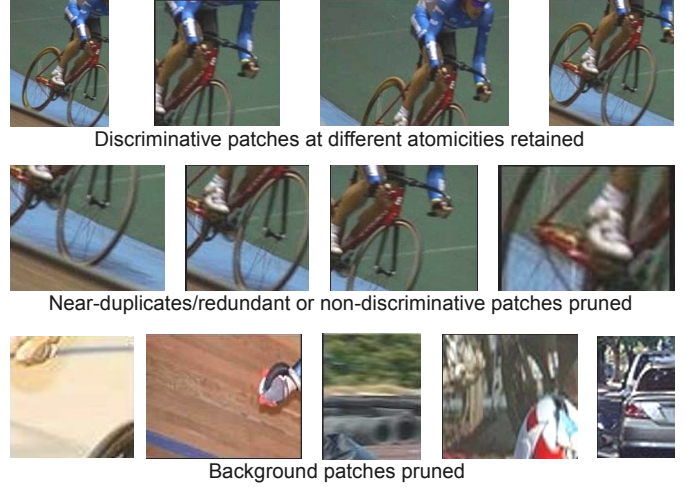 Discriminative patches at different atomicities retained
Near-duplicates/redundant or non-discriminative patches pruned
Background patches pruned